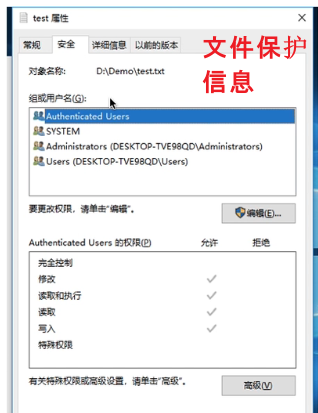 test 属性
常规 安全 详细信息 以前的版本
文件保护
信息
对象名称: D:\Demo\test.txt
组或用户名(G):
Authenticated Users
SYSTEM
Administrators (DESKTOP-TVE98QD\Administrators)
Users (DESKTOP-TVE98QD\Users)
要更改权限，请单击"编辑"。
编辑(E)...
Authenticated Users 的权限(P) 允许 拒绝
完全控制
修改
读取和执行
读取
写入
特殊权限
有关特殊权限或高级设置，请单击"高级"。
高级(V)